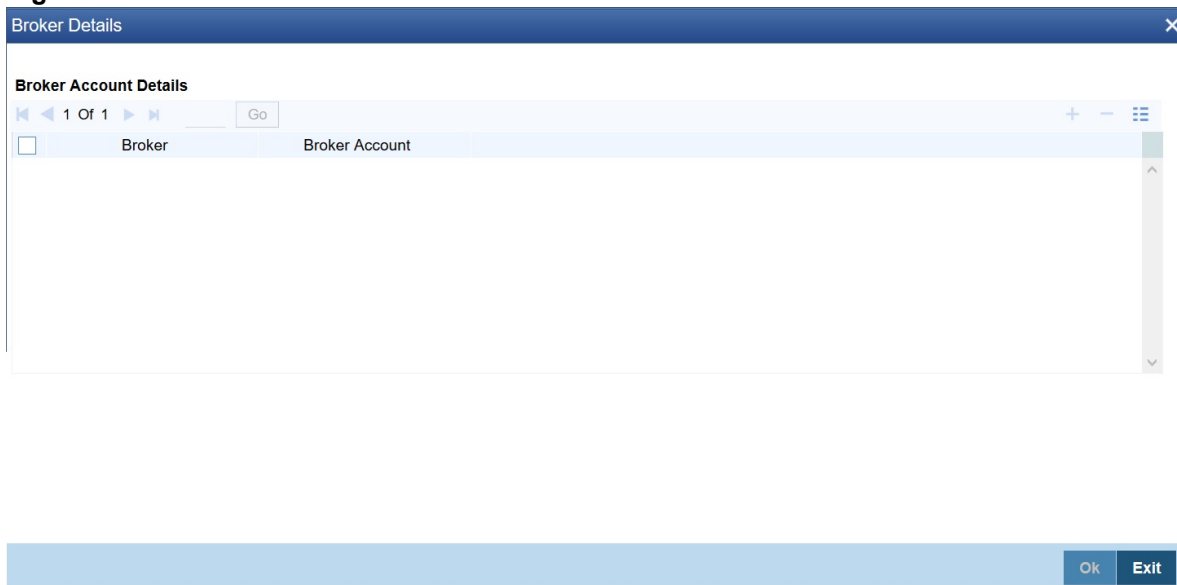 Broker Details
Broker Account Details
1 Of 1 Go
Broker Broker Account
Ok Exit